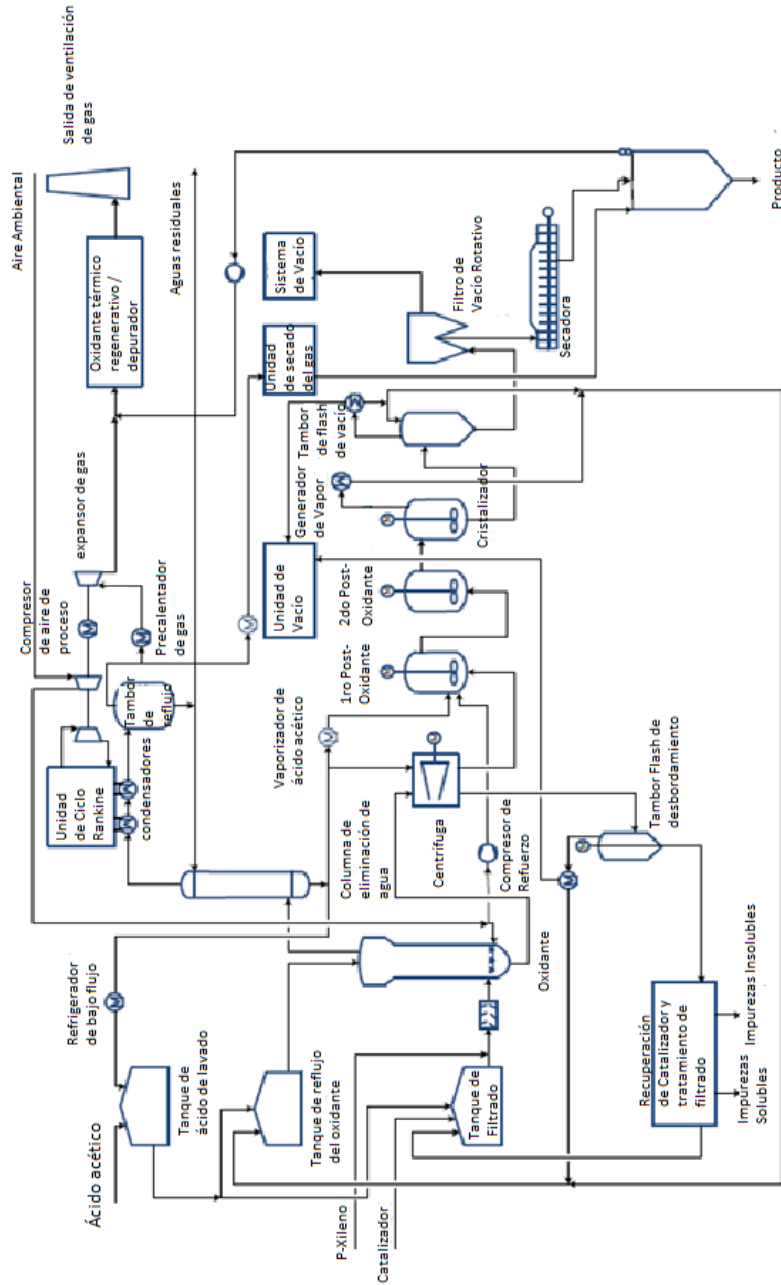 Ácido acético
Tanque de
ácido de lavado
Refrigerador
de bajo flujo
Tanque de reflujo
del oxidante
P-Xileno
Catalizador
Tanque de
Filtrado
Unidad
de Ciclo
Rankine
condensadores
Tambor
de
reflujo
Compresor
de aire de
proceso
expansor de gas
Precalentador
de gas
Aire Ambiental
Oxidante térmico
regenerativo /
depurador
Salida de ventilación
de gas
Aguas residuales
Columna de
eliminación de
agua
Vaporizador de
ácido acético
Oxidante
Compresor de
Refuerzo
Centrífuga
1ro Post-
Oxidante
2do Post-
Oxidante
Cristalizador
Unidad de
Vacío
Generador
de Vapor
Tambor
de flash
de vacío
Unidad
de secado
del gas
Sistema
de Vacío
Filtro de
Vacío Rotativo
Secadora
Producto
Tambor Flash de
desbordamiento
Recuperación
de Catalizador y
tratamiento de
filtrado
Impurezas
Solubles
Impurezas Insolubles